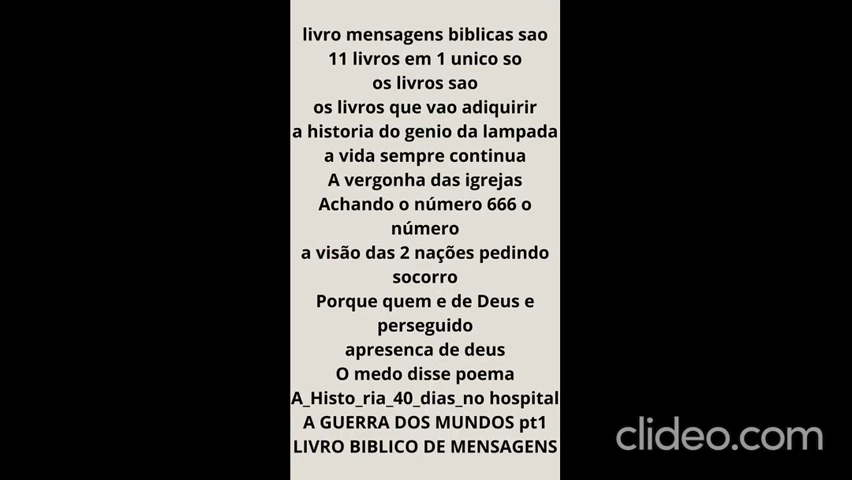 livro mensagens biblicas sao
11 livros em 1 unico so
os livros sao
os livros que vao adiquirir
a historia do genio da lampada
a vida sempre continua
A vergonha das igrejas
Achando o número 666 o
número
a visão das 2 nações pedindo
socorro
Porque quem e de Deus e
perseguido
apresenca de deus
O medo disse poema
A_Histo_ria_40_dias_no hospital
A GUERRA DOS MUNDOS pt1
LIVRO BIBLICO DE MENSAGENS
clideo.com